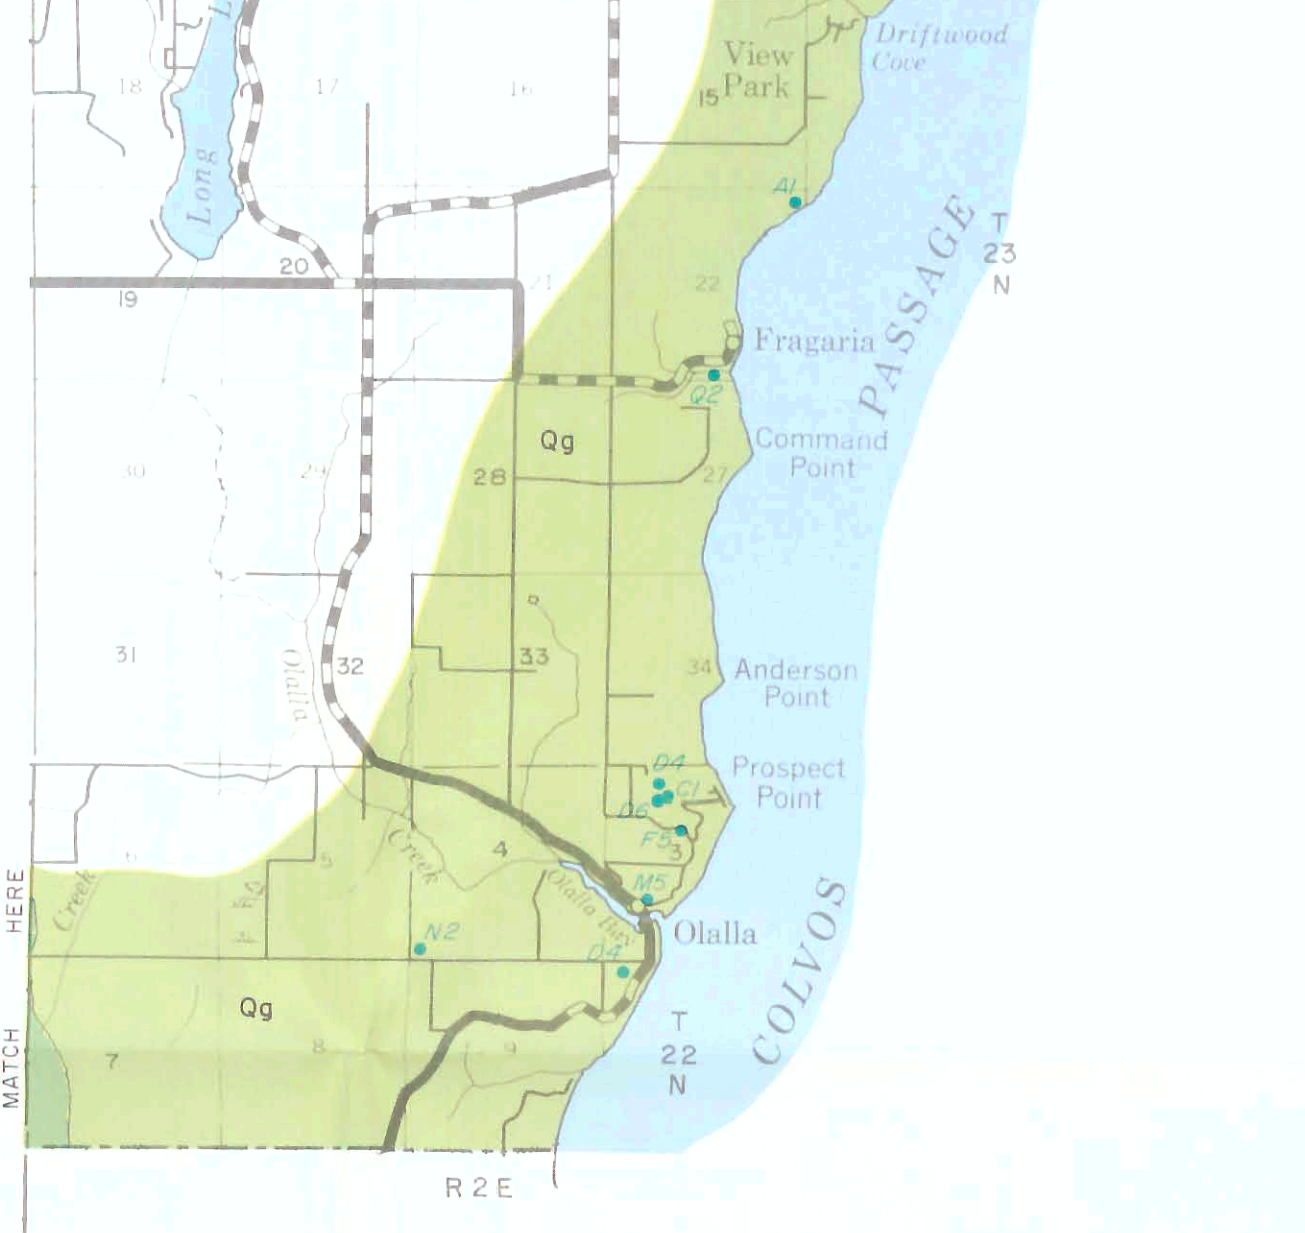 L
Driftwood
Cove
View
Park
18
17
16
15
Long
A1
T
23
N
PASSAGE
20
19
21
22
Fragaria
Q2
Qg
Command
Point
30
29
28
27
31
32
33
34
Olalla
Anderson
Point
D4
C1
D6
Prospect
Point
F5
3
6
5
4
Creek
Creek
M5
Olalla Bay
Olalla
N2
D4
COLVOS
MATCH HERE
Qg
T
22
N
7
8
9
R 2 E